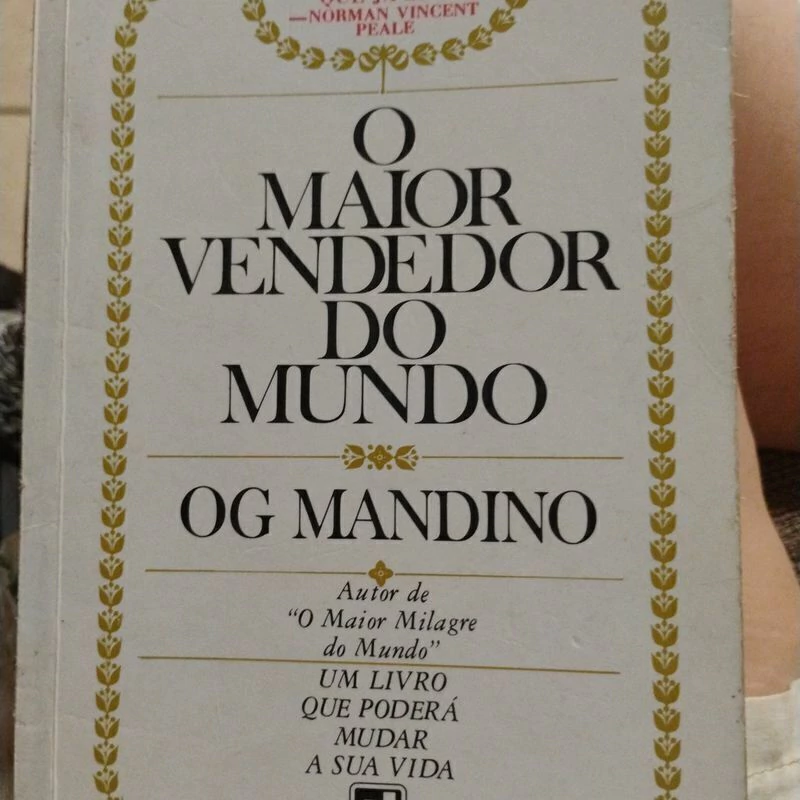 —NORMAN VINCENT
PEALE
O
MAIOR
VENDEDOR
DO
MUNDO
OG MANDINO
Autor de
“O Maior Milagre
do Mundo”
UM LIVRO
QUE PODERÁ
MUDAR
A SUA VIDA